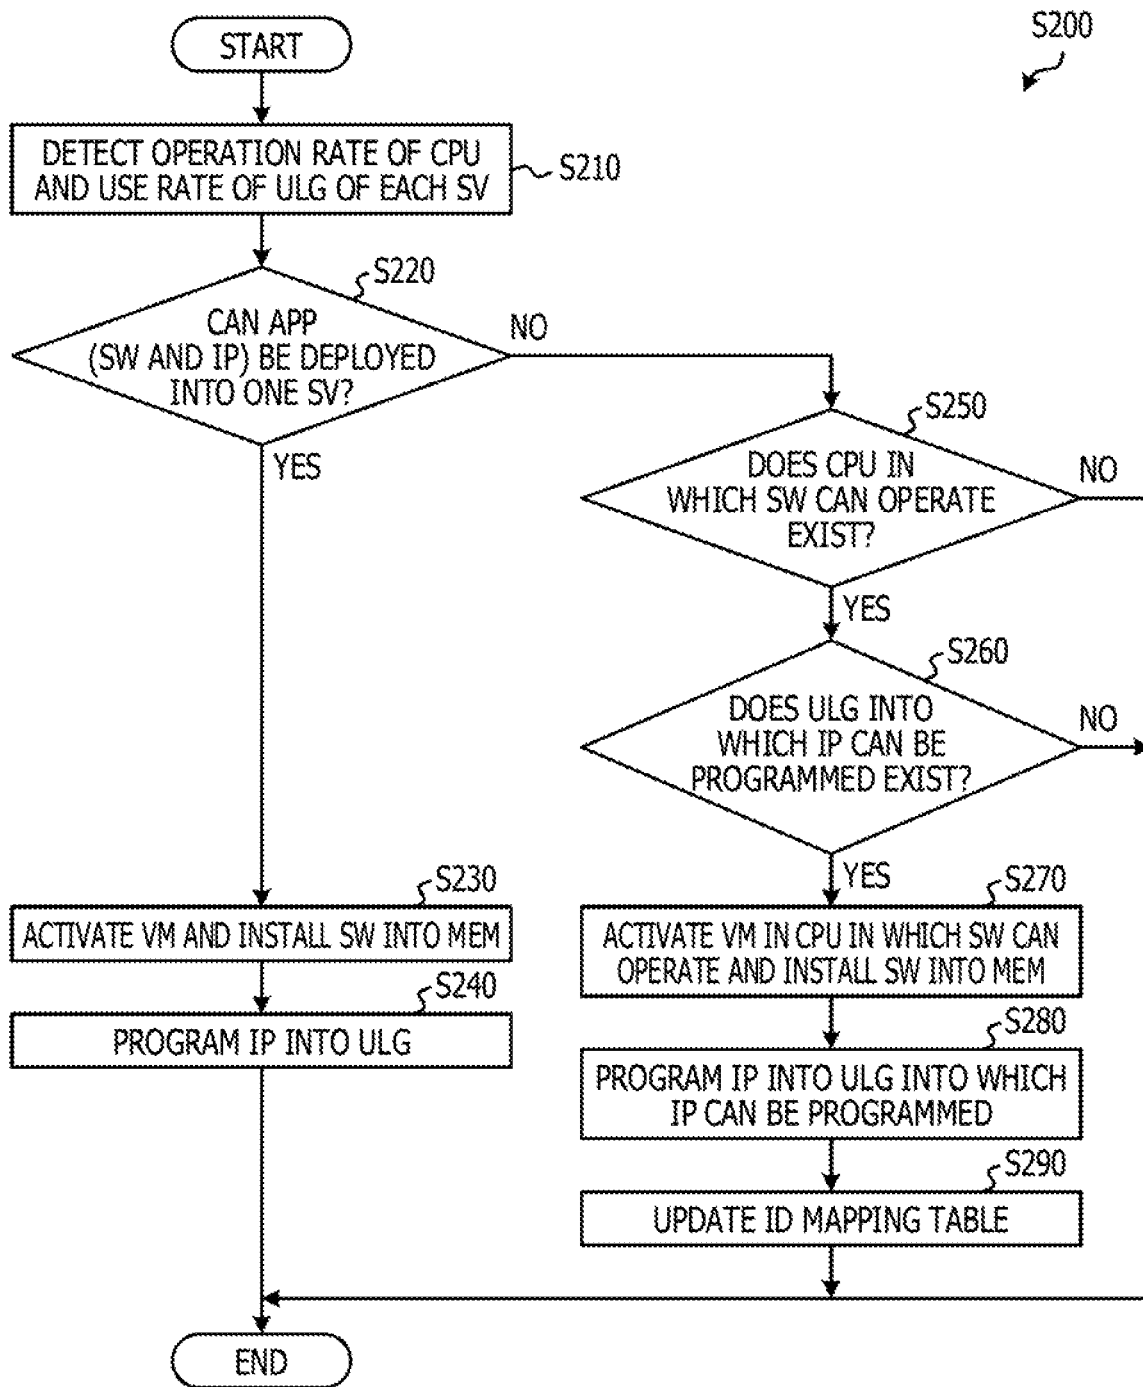 S200
START
DETECT OPERATION RATE OF CPU
AND USE RATE OF ULG OF EACH SV
S210
S220
CAN APP
(SW AND IP) BE DEPLOYED
INTO ONE SV?
NO
YES
S250
DOES CPU IN
WHICH SW CAN OPERATE
EXIST?
NO
YES
S260
DOES ULG INTO
WHICH IP CAN BE
PROGRAMMED EXIST?
NO
YES
S230
ACTIVATE VM AND INSTALL SW INTO MEM
S240
PROGRAM IP INTO ULG
S270
ACTIVATE VM IN CPU IN WHICH SW CAN
OPERATE AND INSTALL SW INTO MEM
S280
PROGRAM IP INTO ULG INTO WHICH
IP CAN BE PROGRAMMED
S290
UPDATE ID MAPPING TABLE
END